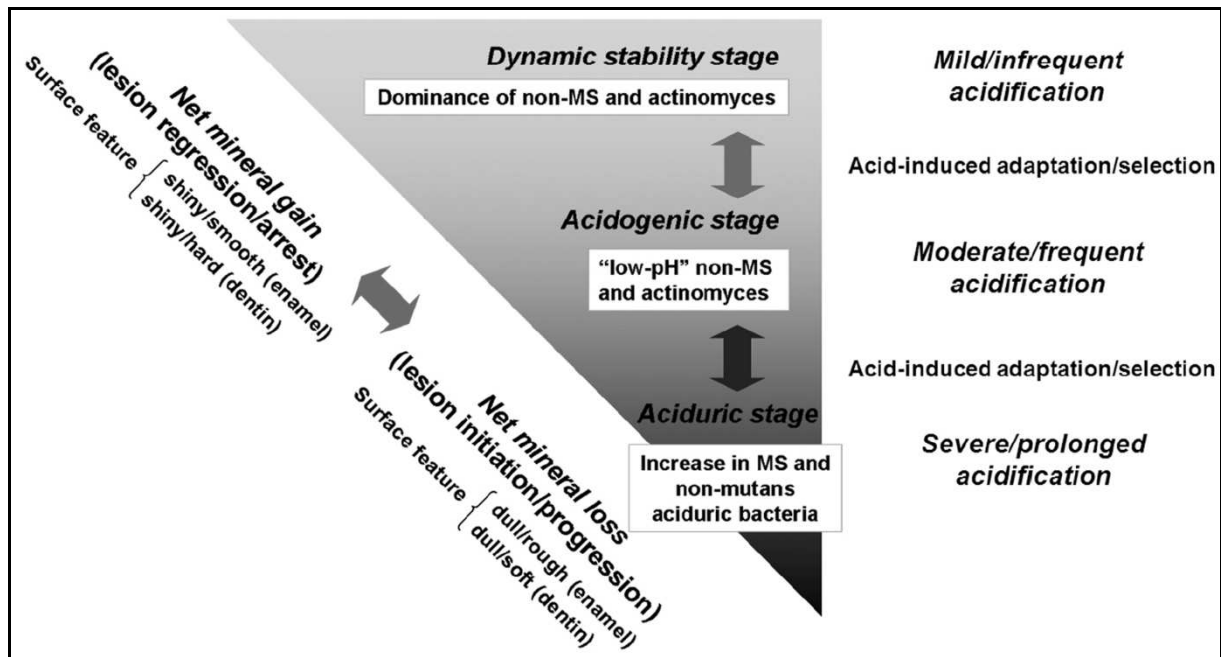 Dynamic stability stage
Dominance of non-MS and actinomyces
Acidogenic stage
“low-pH” non-MS
and actinomyces
Aciduric stage
Increase in MS and
non-mutans
aciduric bacteria
Mild/infrequent
acidification
Acid-induced adaptation/selection
Moderate/frequent
acidification
Acid-induced adaptation/selection
Severe/prolonged
acidification
Net mineral gain
(lesion regression/arrest)
Surface feature
shiny/smooth (enamel)
shiny/hard (dentin)
Net mineral loss
(lesion initiation/progression)
Surface feature
dull/rough (enamel)
dull/soft (dentin)